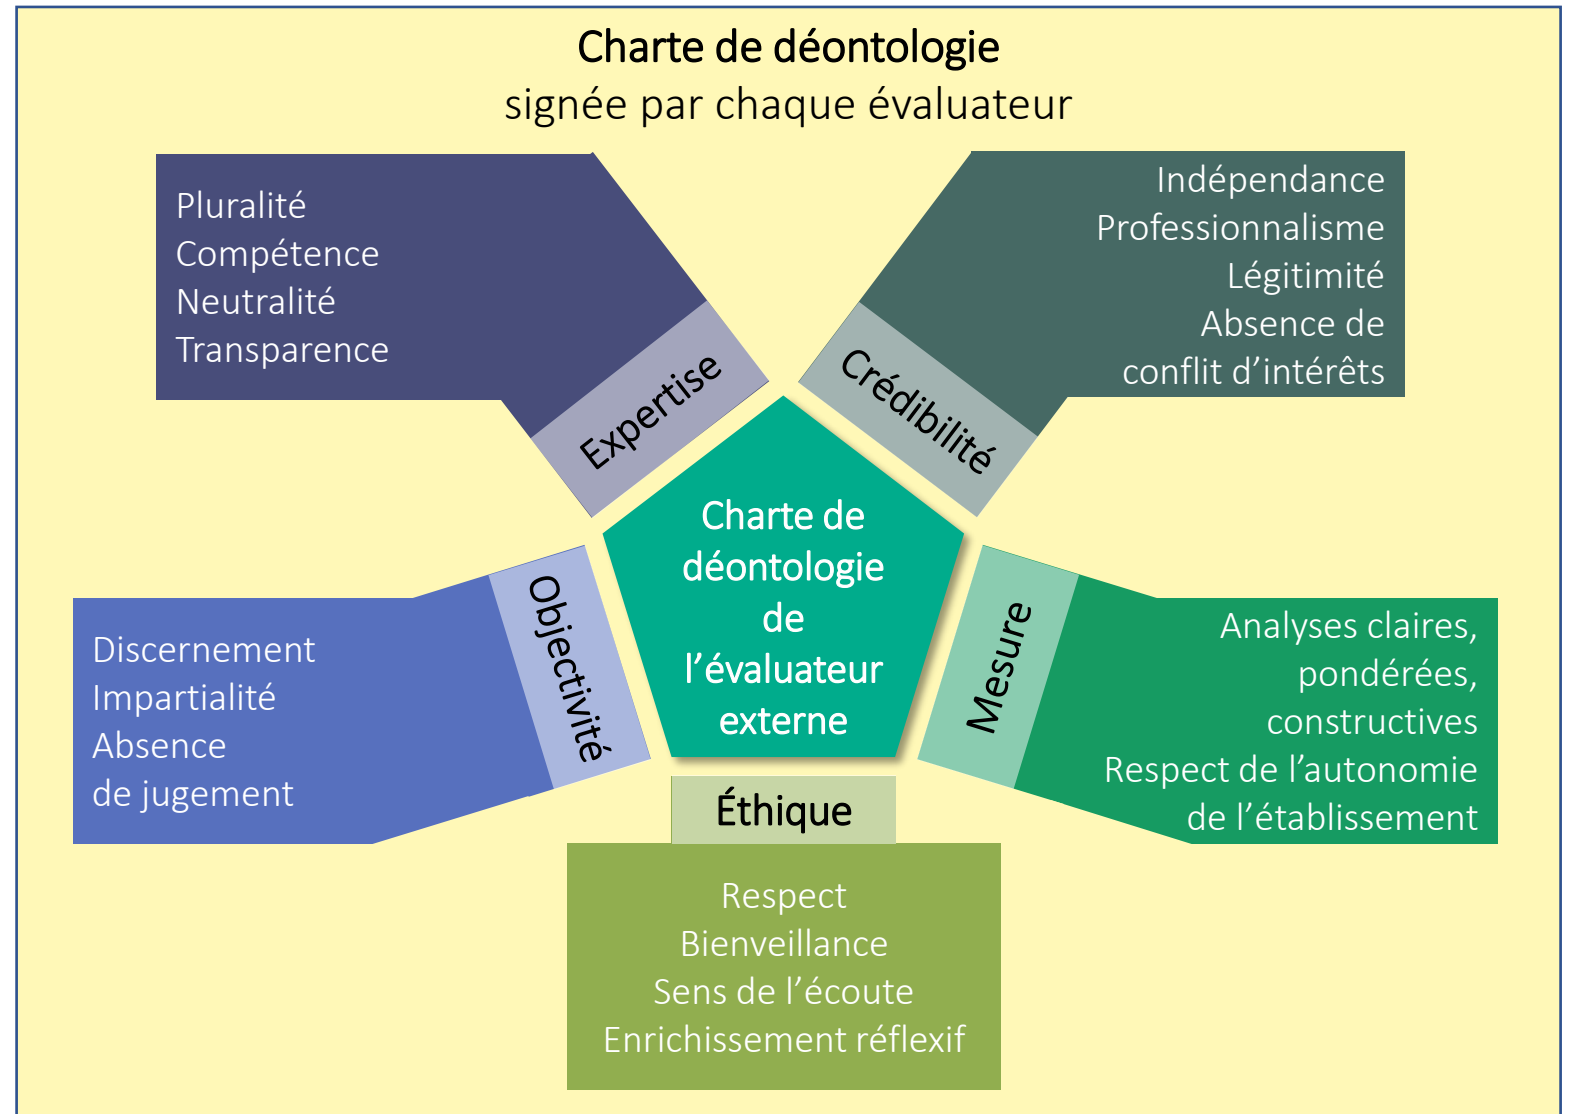 Charte de déontologie
signée par chaque évaluateur
Pluralité
Compétence
Neutralité
Transparence
Expertise
Indépendance
Professionnalisme
Légitimité
Absence de
conflit d’intérêts
Crédibilité
Charte de
déontologie
de
l’évaluateur
externe
Discernement
Impartialité
Absence
de jugement
Objectivité
Mesure
Analyses claires,
pondérées,
constructives
Respect de l’autonomie
de l’établissement
Éthique
Respect
Bienveillance
Sens de l’écoute
Enrichissement réflexif